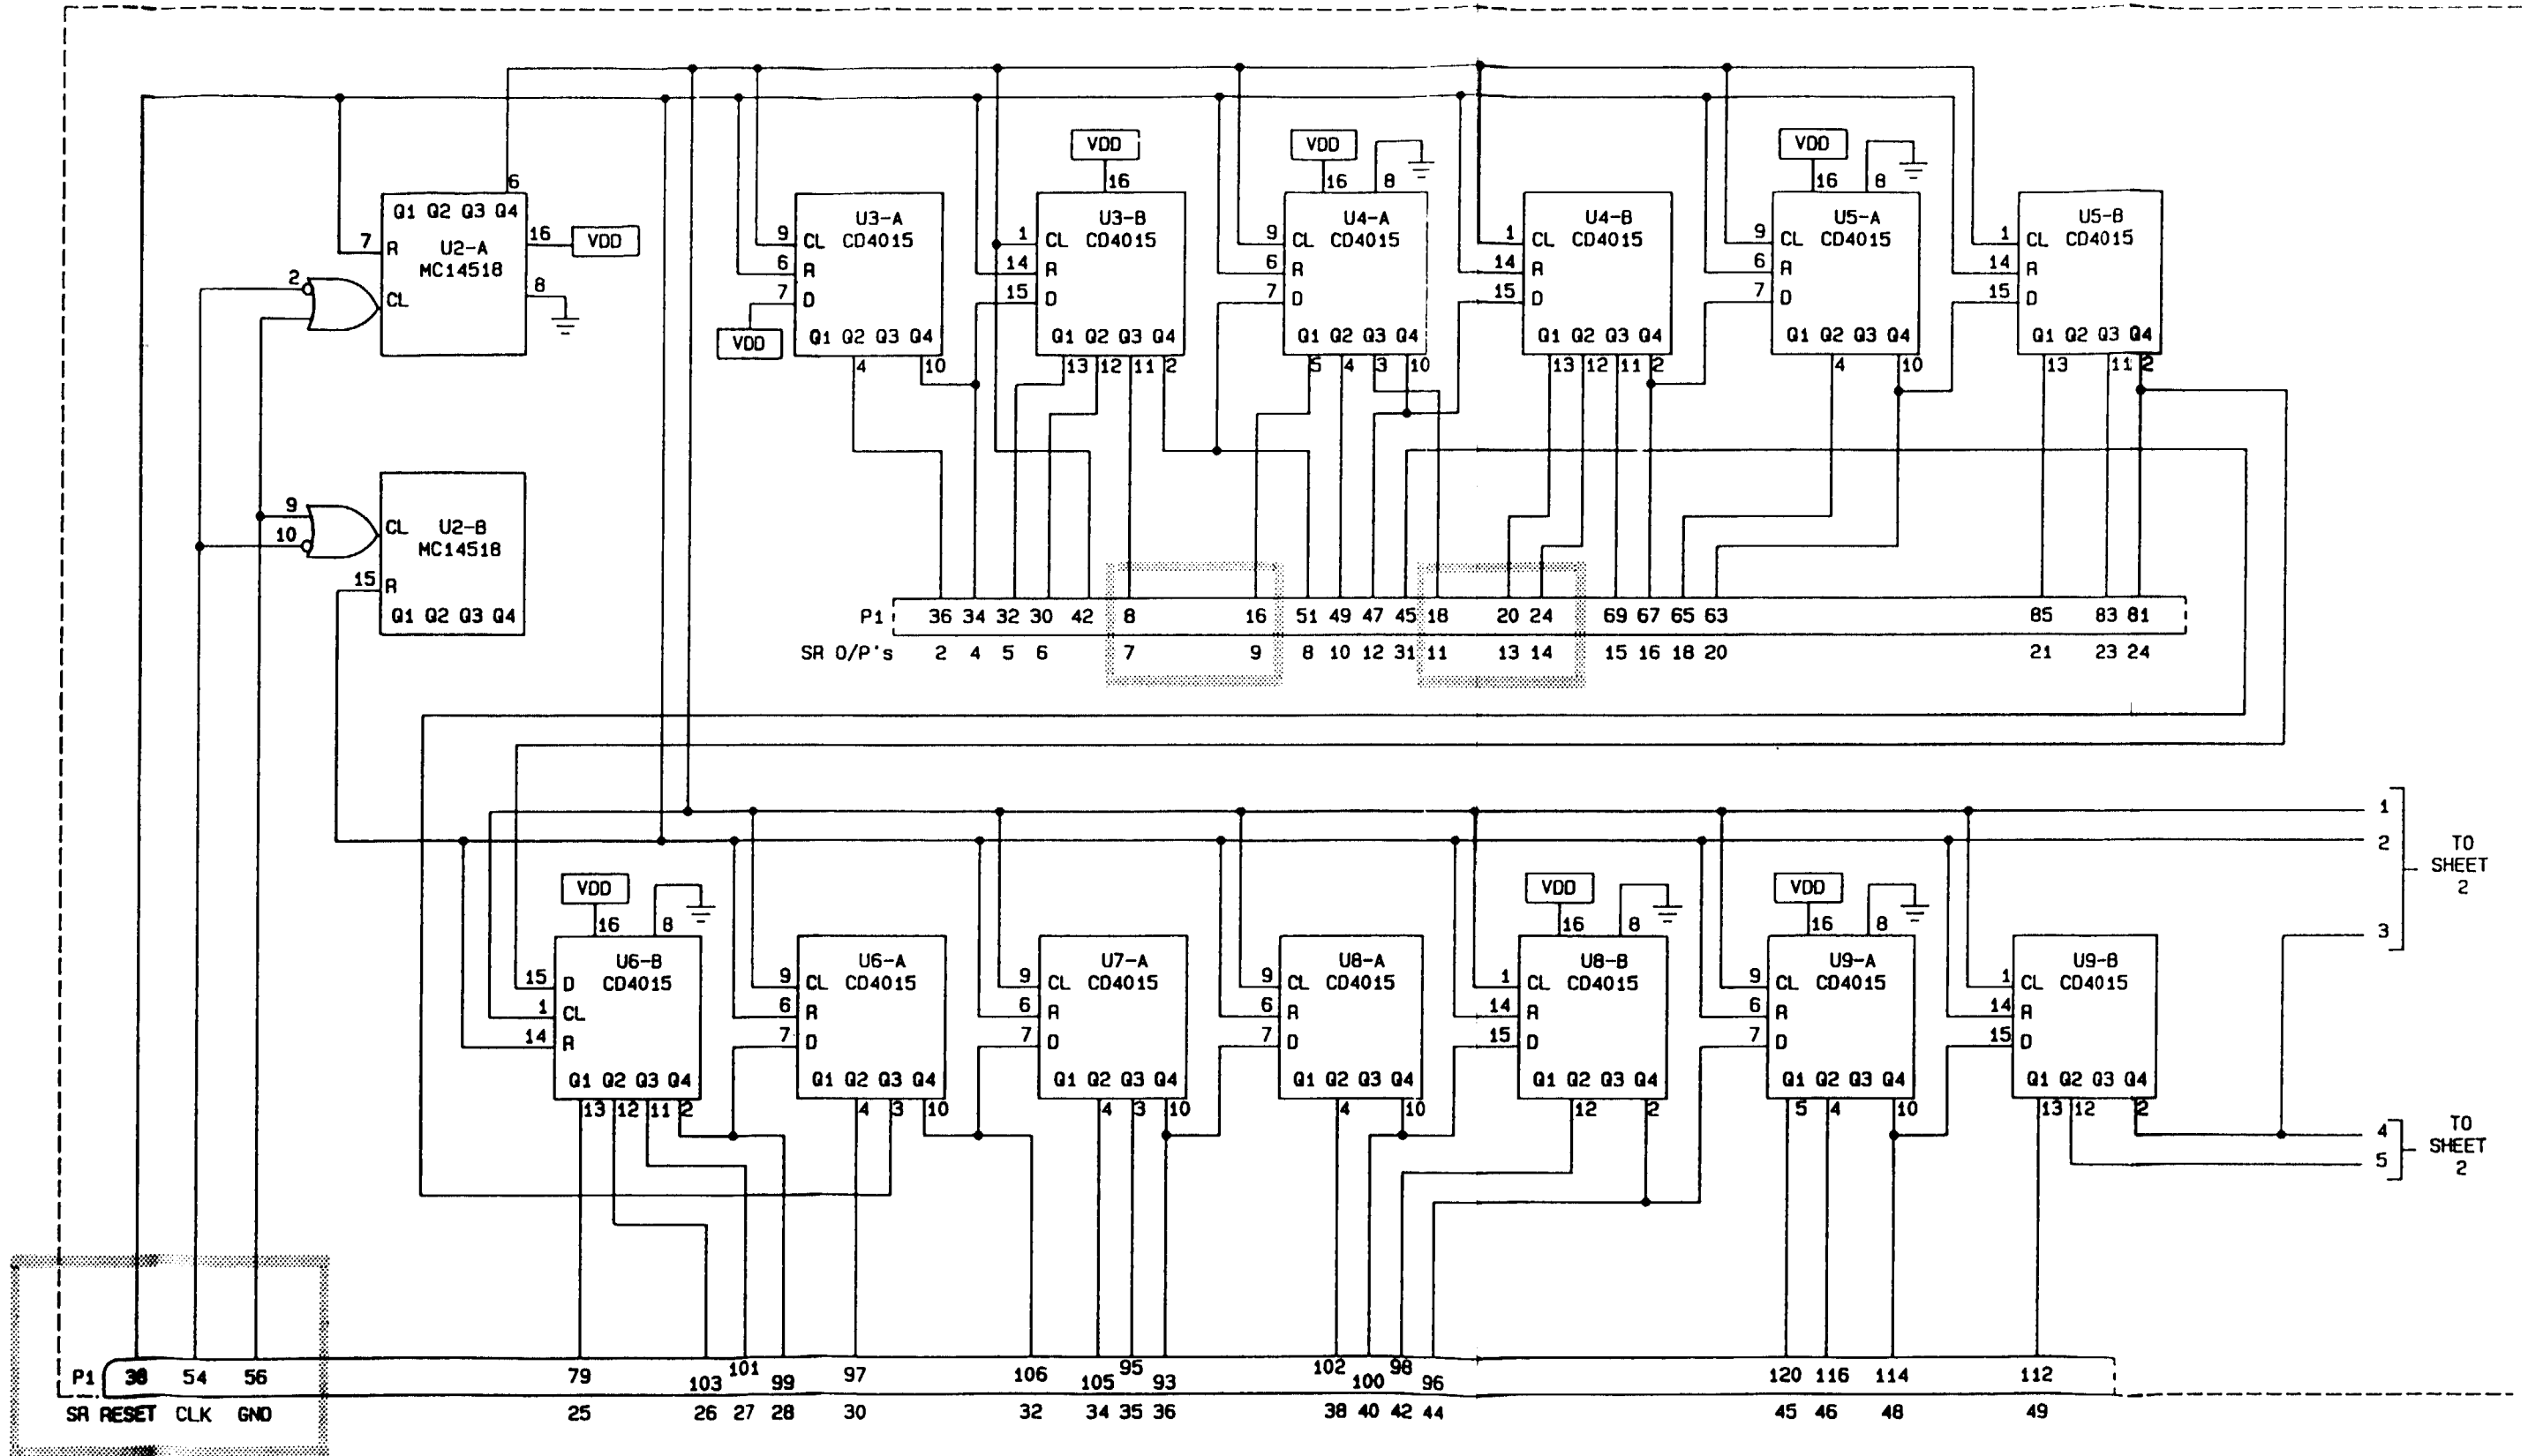 6
VDD
VDD
VDD
16
16 8
16 8
Q1 Q2 Q3 Q4
7 R
U2-A
MC14518
16 VDD
2
CL
8
9 CL
U3-A
CD4015
6 R
7 D
VDD
Q1 Q2 Q3 Q4
4 10
1 CL
U3-B
CD4015
14 R
15 D
Q1 Q2 Q3 Q4
13 12 11 2
9 CL
U4-A
CD4015
6 R
7 D
Q1 Q2 Q3 Q4
5 4 3 10
1 CL
U4-B
CD4015
14 R
15 D
Q1 Q2 Q3 Q4
13 12 11 2
9 CL
U5-A
CD4015
6 R
7 D
Q1 Q2 Q3 Q4
4 10
1 CL
U5-B
CD4015
14 R
15 D
Q1 Q2 Q3 Q4
13 11 2
9
10
CL
U2-B
MC14518
15 R
Q1 Q2 Q3 Q4
P1 36 34 32 30 42 8 16 51 49 47 45 18 20 24 69 67 65 63 85 83 81
SR O/P's 2 4 5 6 7 9 8 10 12 31 11 13 14 15 16 18 20 21 23 24
1
2
3
TO
SHEET
2
VDD
VDD
VDD
16 8
16 8
16 8
U6-B
CD4015
15 D
1 CL
14 R
Q1 Q2 Q3 Q4
13 12 11 2
9 CL
U6-A
CD4015
6 R
7 D
Q1 Q2 Q3 Q4
4 3 10
9 CL
U7-A
CD4015
6 R
7 D
Q1 Q2 Q3 Q4
4 3 10
9 CL
U8-A
CD4015
6 R
7 D
Q1 Q2 Q3 Q4
4 10
1 CL
U8-B
CD4015
14 R
15 D
Q1 Q2 Q3 Q4
12 2
9 CL
U9-A
CD4015
6 R
7 D
Q1 Q2 Q3 Q4
5 4 10
1 CL
U9-B
CD4015
14 R
15 D
Q1 Q2 Q3 Q4
13 12 2
4
5
TO
SHEET
2
P1 54 56 79 103 101 99 97 106 105 95 93 102 100 98 96 120 116 114 112
SR RESET CLK GND 25 26 27 28 30 32 34 35 36 38 40 42 44 45 46 48 49